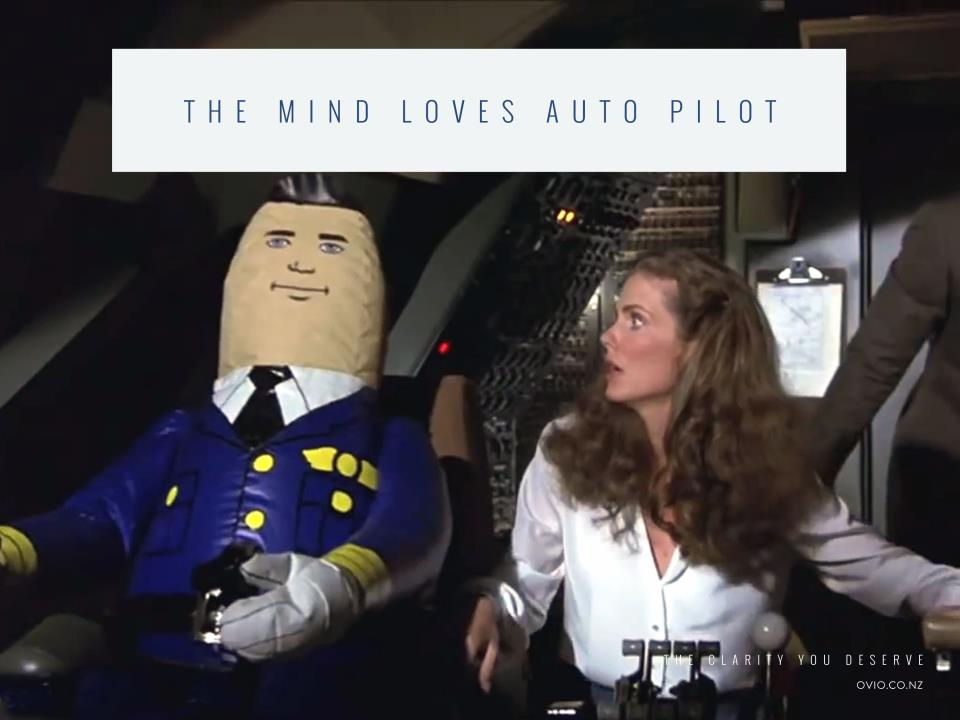 THE MIND LOVES AUTO PILOT
THE CLARITY YOU DESERVE
OVIO.CO.NZ